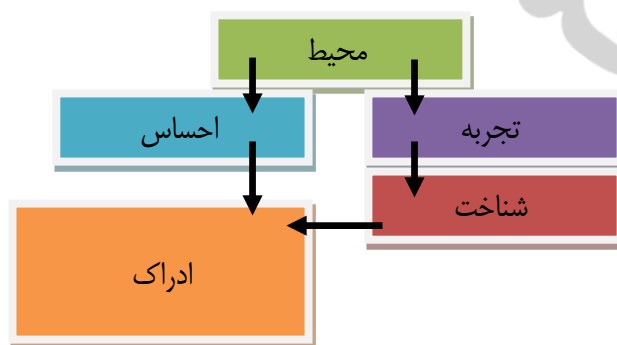 محیط
تجربه
احساس
شناخت
ادراک